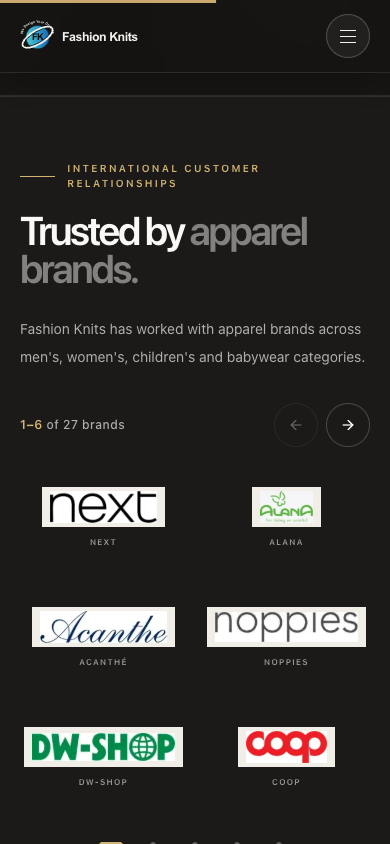 FK
Fashion Knits
INTERNATIONAL CUSTOMER
RELATIONSHIPS
Trusted by apparel
brands.
Fashion Knits has worked with apparel brands across
men's, women's, children's and babywear categories.
1–6 of 27 brands
next
ALANA
NEXT
ALANA
Acanthe
noppies
ACANTHÉ
NOPPIES
DW-SHOP
coop
DW-SHOP
COOP